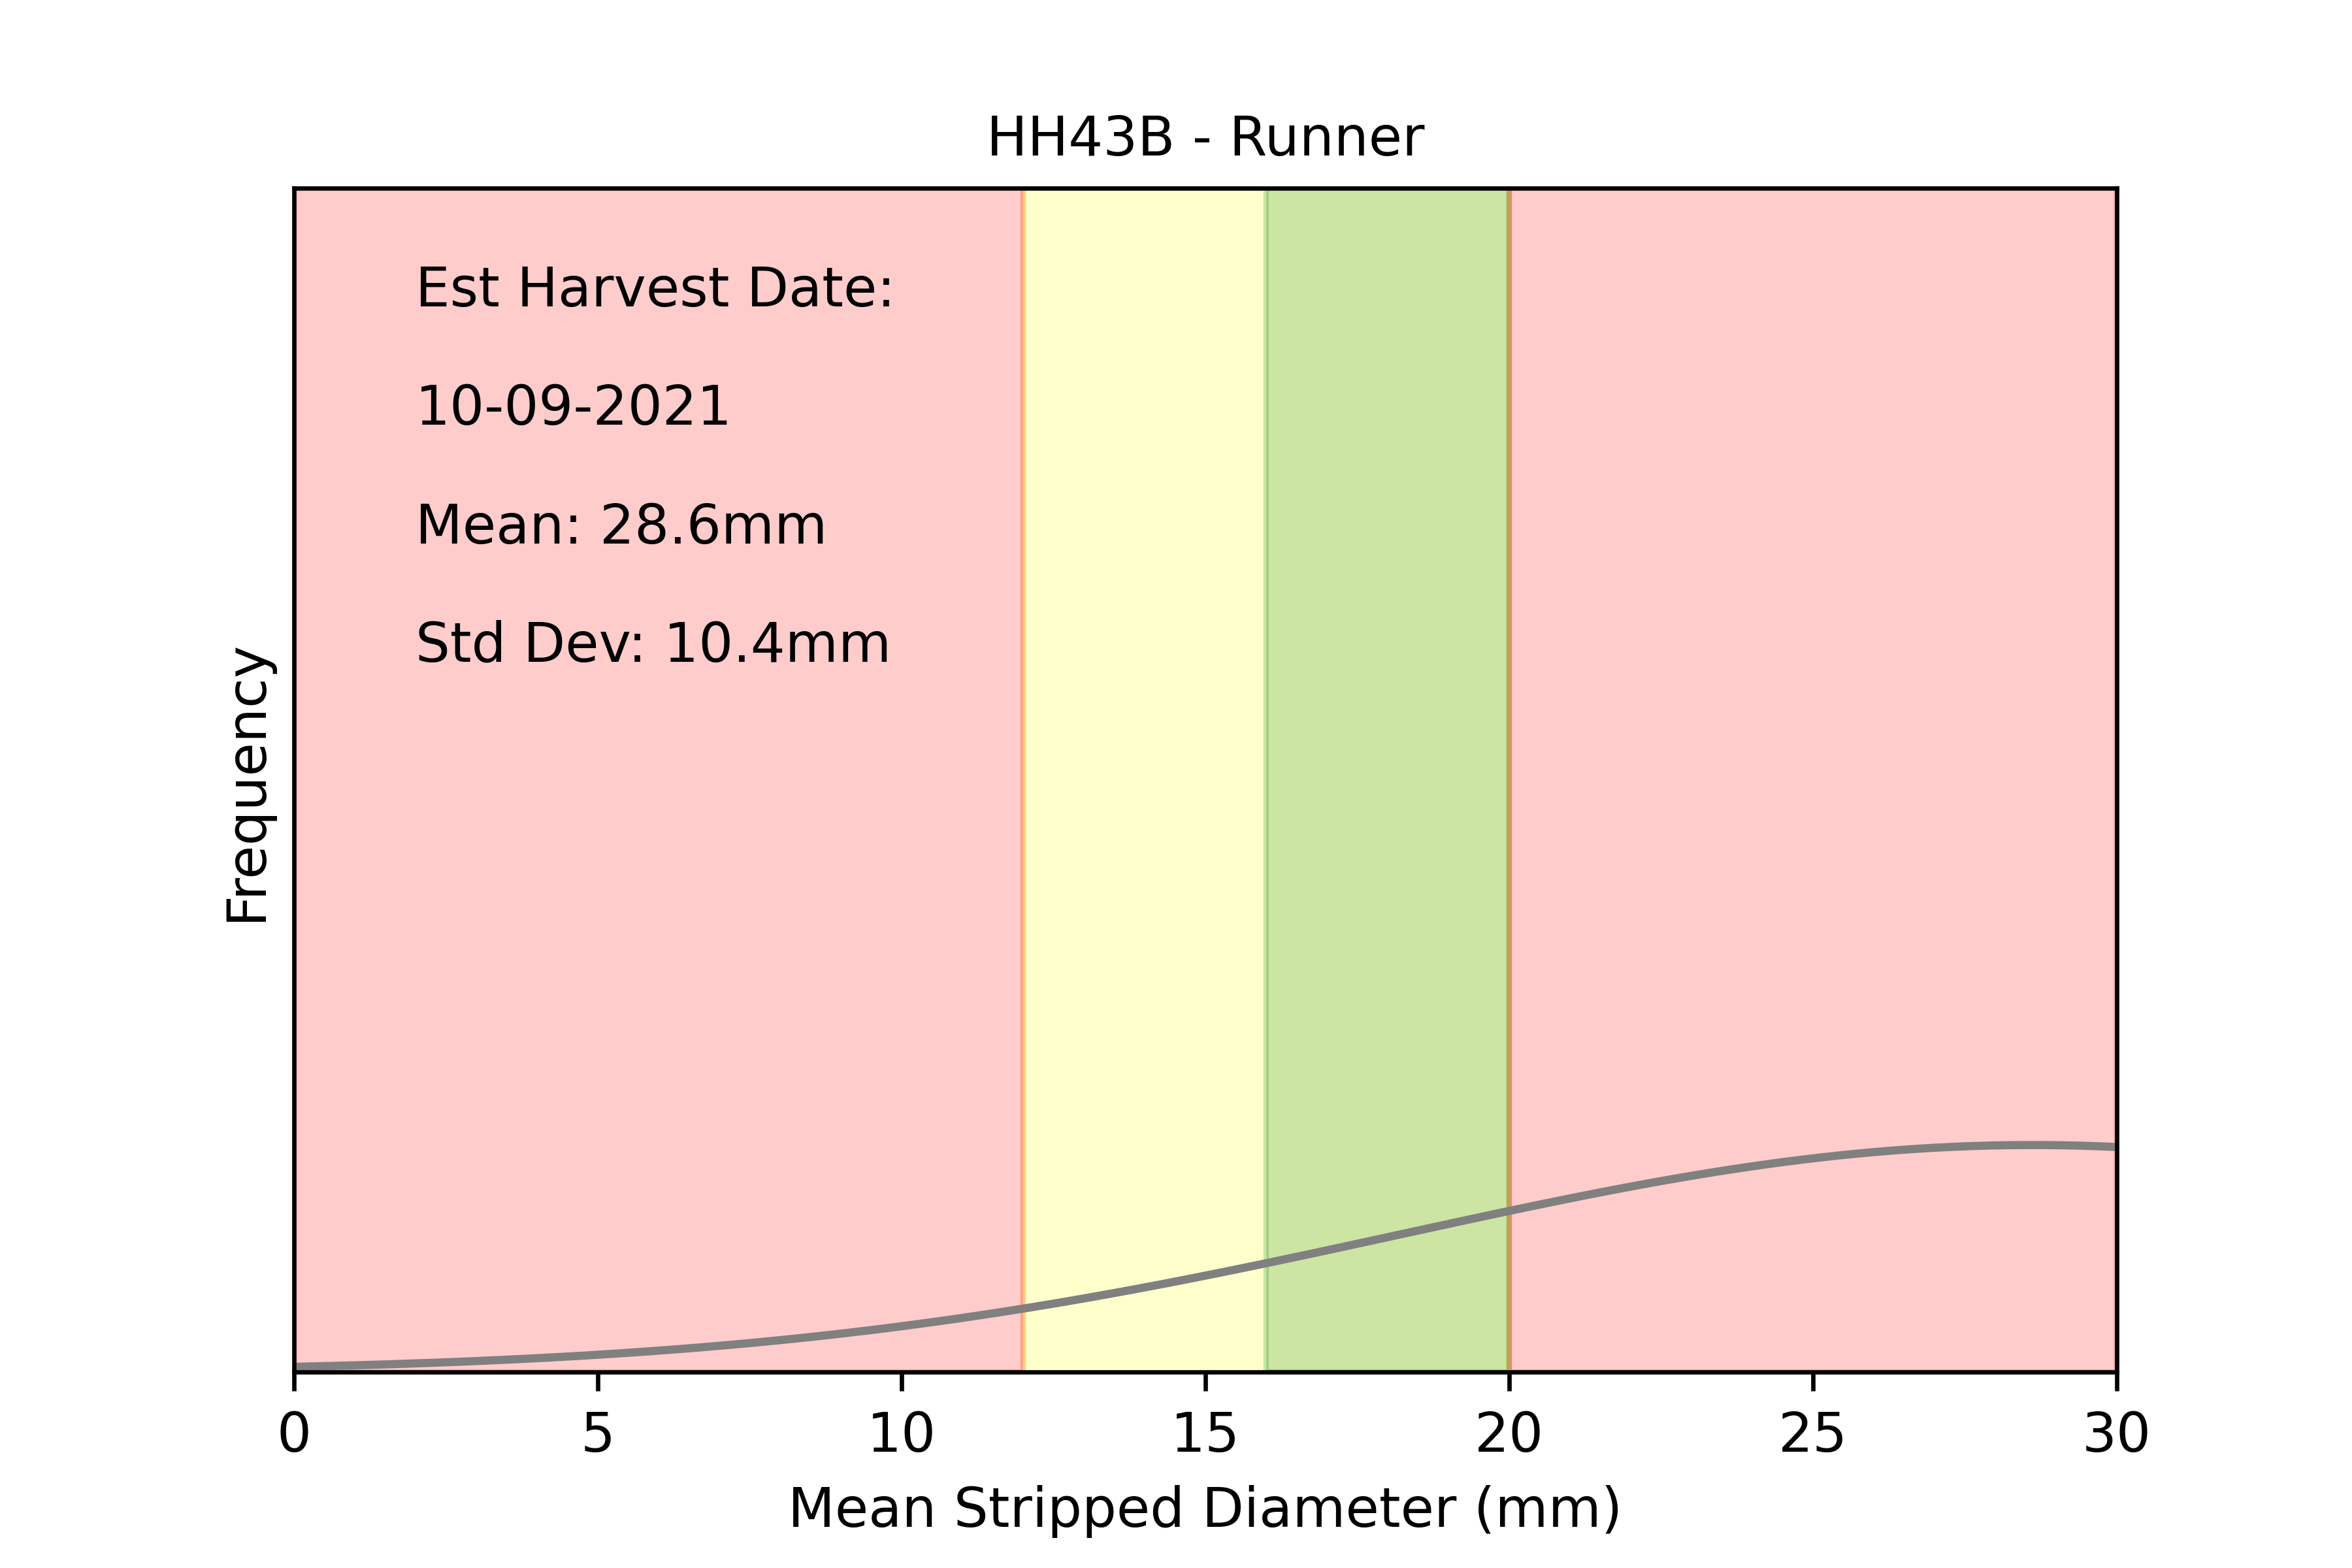 HH43B - Runner
Est Harvest Date:
10-09-2021
Mean: 28.6mm
Std Dev: 10.4mm
Frequency
0 5 10 15 20 25 30
Mean Stripped Diameter (mm)